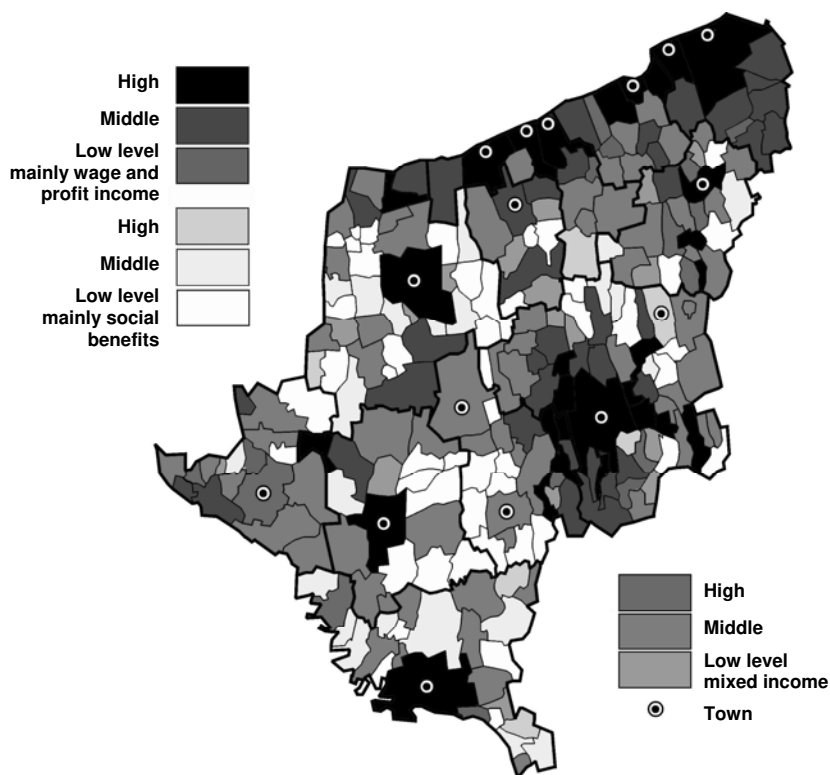 High
Middle
Low level
mainly wage and
profit income
High
Middle
Low level
mainly social
benefits
High
Middle
Low level
mixed income
Town